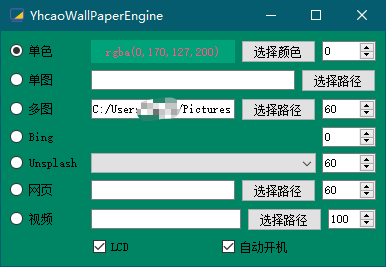 YhcaoWallPaperEngine
单色 rgba(0,170,127,200) 选择颜色 0
单图 选择路径
多图 C:/User /Pictures 选择路径 60
Bing 0
Unsplash 60
网页 选择路径 60
视频 选择路径 100
LCD 自动开机